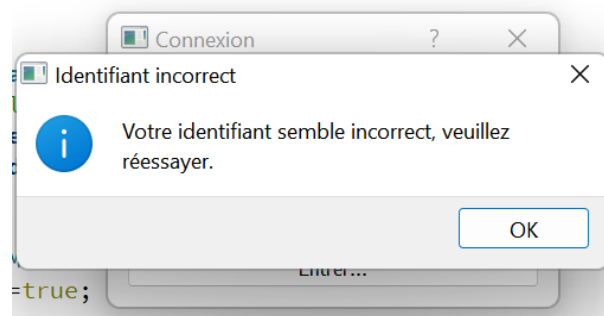 Connexion
?
Identifiant incorrect
Votre identifiant semble incorrect, veuillez
réessayer.
OK
Entrer...
=true;